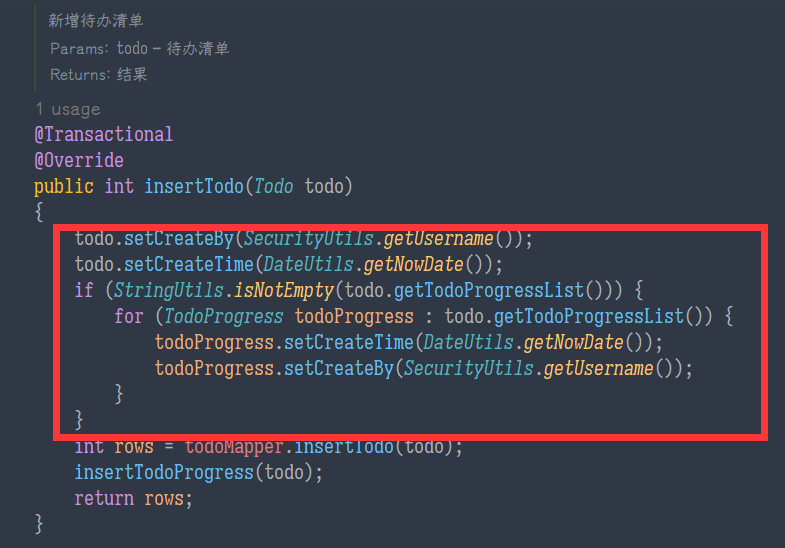 新增待办清单
Params: todo – 待办清单
Returns: 结果
1 usage
@Transactional
@Override
public int insertTodo(Todo todo)
{
    todo.setCreateBy(SecurityUtils.getUsername());
    todo.setCreateTime(DateUtils.getNowDate());
    if (StringUtils.isNotEmpty(todo.getTodoProgressList())) {
        for (TodoProgress todoProgress : todo.getTodoProgressList()) {
            todoProgress.setCreateTime(DateUtils.getNowDate());
            todoProgress.setCreateBy(SecurityUtils.getUsername());
        }
    }
    int rows = todoMapper.insertTodo(todo);
    insertTodoProgress(todo);
    return rows;
}